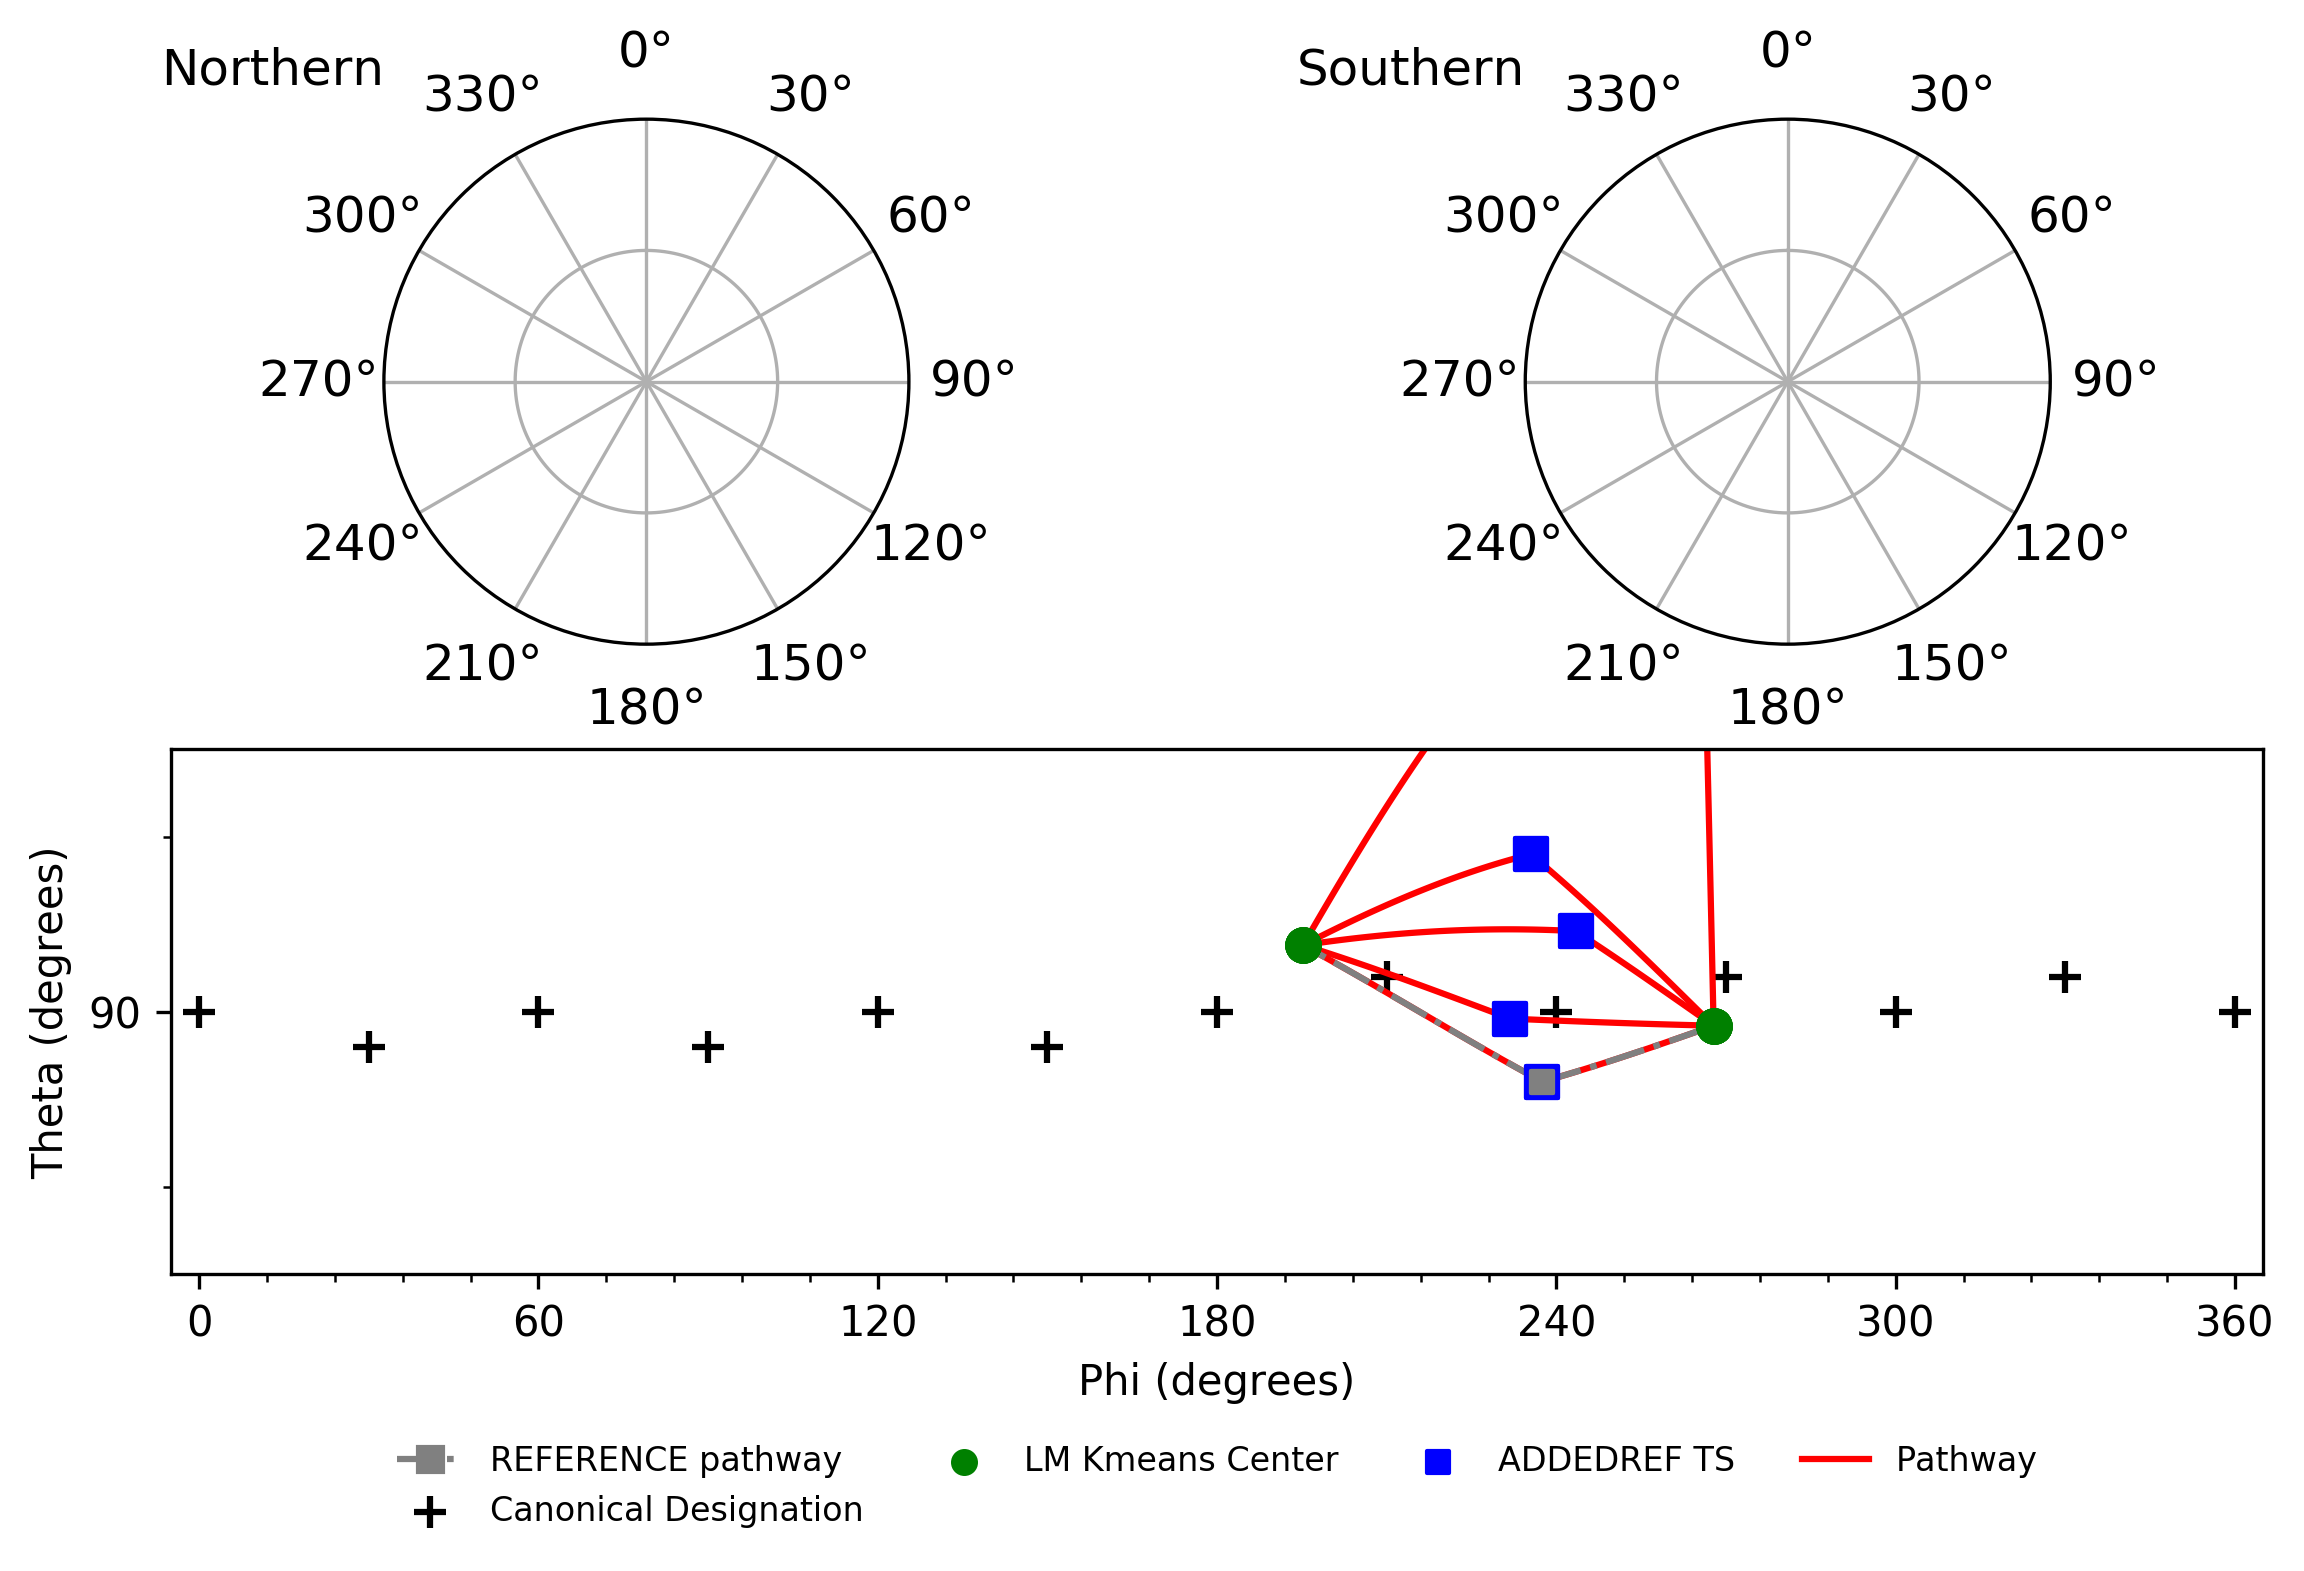 Northern
0°
330°
30°
300°
60°
270°
90°
240°
120°
210°
150°
180°
Southern
0°
330°
30°
300°
60°
270°
90°
240°
120°
210°
150°
180°
Theta (degrees)
90
0 60 120 180 240 300 360
Phi (degrees)
REFERENCE pathway
Canonical Designation
LM Kmeans Center
ADDEDREF TS
Pathway